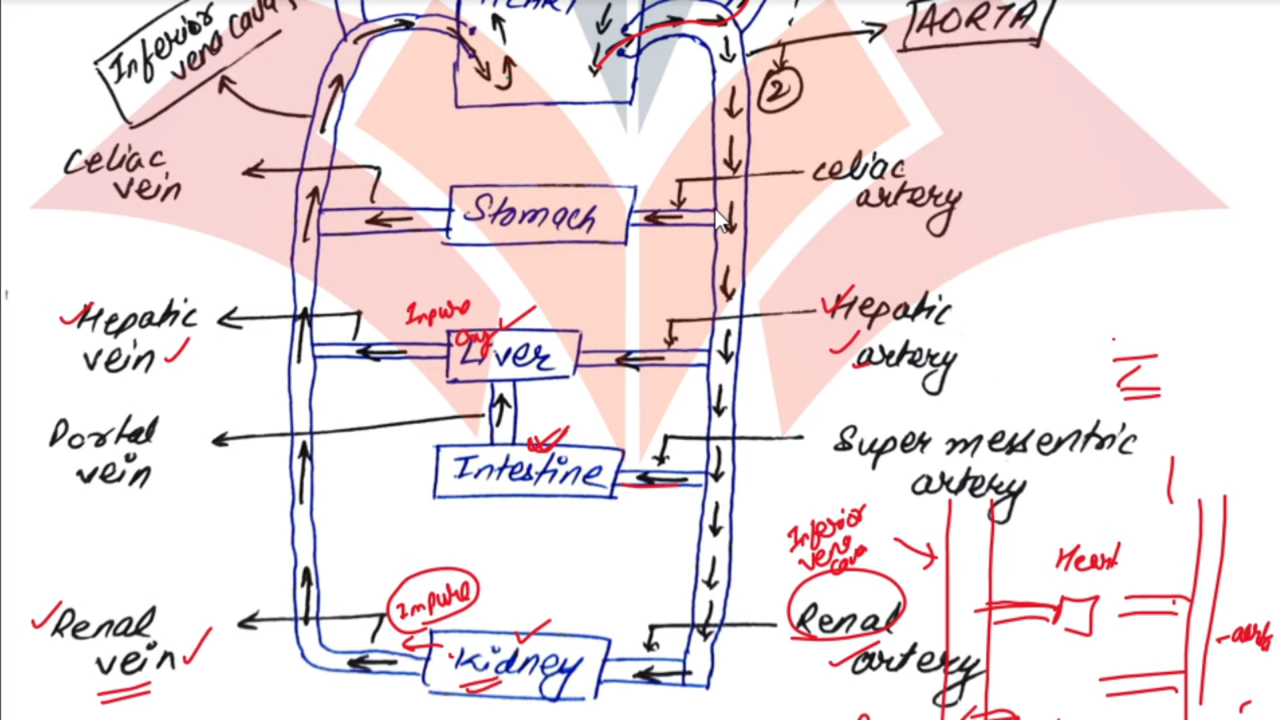 HEART
AORTA
Inferior
vena cava
2
Celiac
vein
Stomach
celiac
artery
Hepatic
vein
Impure
Liver
Hepatic
artery
Portal
vein
Intestine
Super messentric
artery
Inferior
vena
cava
Heart
Renal
vein
Impure
Kidney
Renal
artery